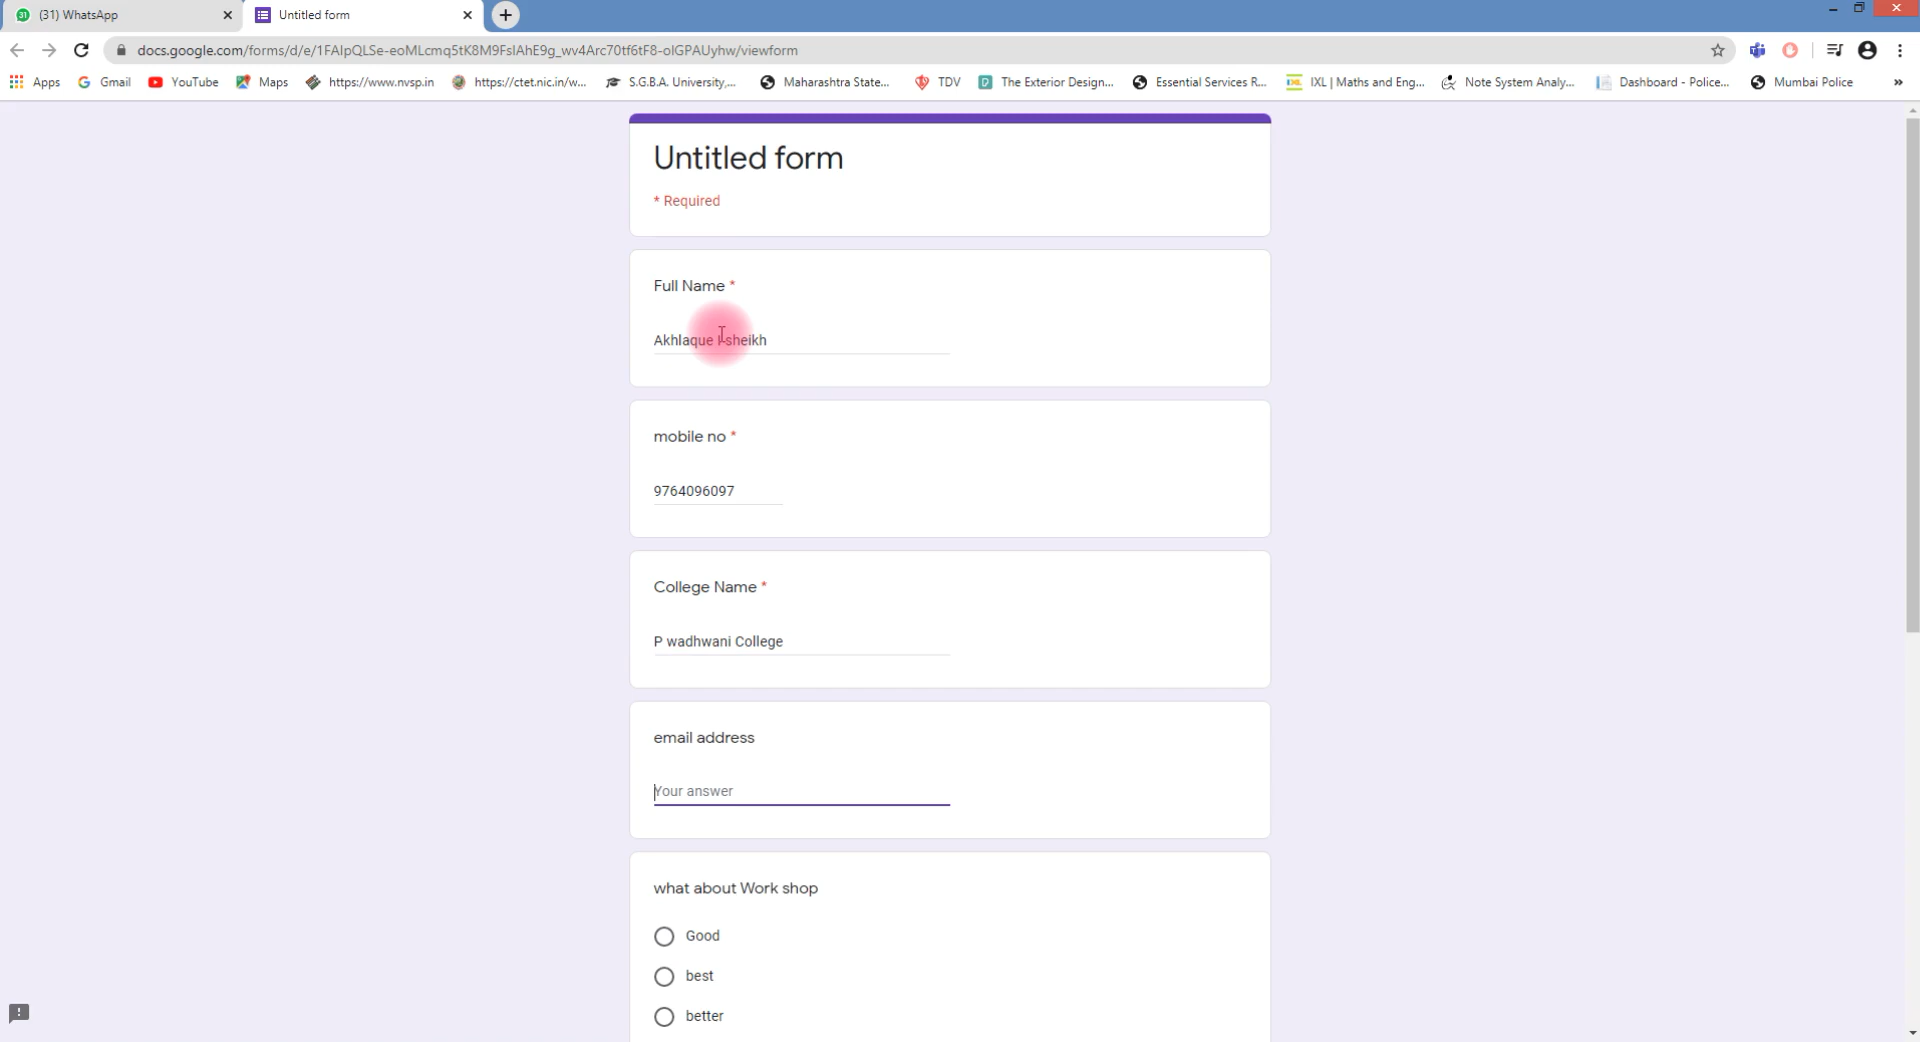 (31) WhatsApp
Untitled form
docs.google.com/forms/d/e/1FAIpQLSe-eoMLcmq5tK8M9FsIAhE9g_wv4Arc70tf6tF8-oIGPAUyhw/viewform
Apps Gmail YouTube Maps https://www.nvsp.in https://ctet.nic.in/w... S.G.B.A. University,... Maharashtra State... TDV The Exterior Design... Essential Services R... IXL | Maths and Eng... Note System Analy... Dashboard - Police... Mumbai Police »
Untitled form
* Required
Full Name *
Akhlaque I sheikh
mobile no *
9764096097
College Name *
P wadhwani College
email address
Your answer
what about Work shop
Good
best
better